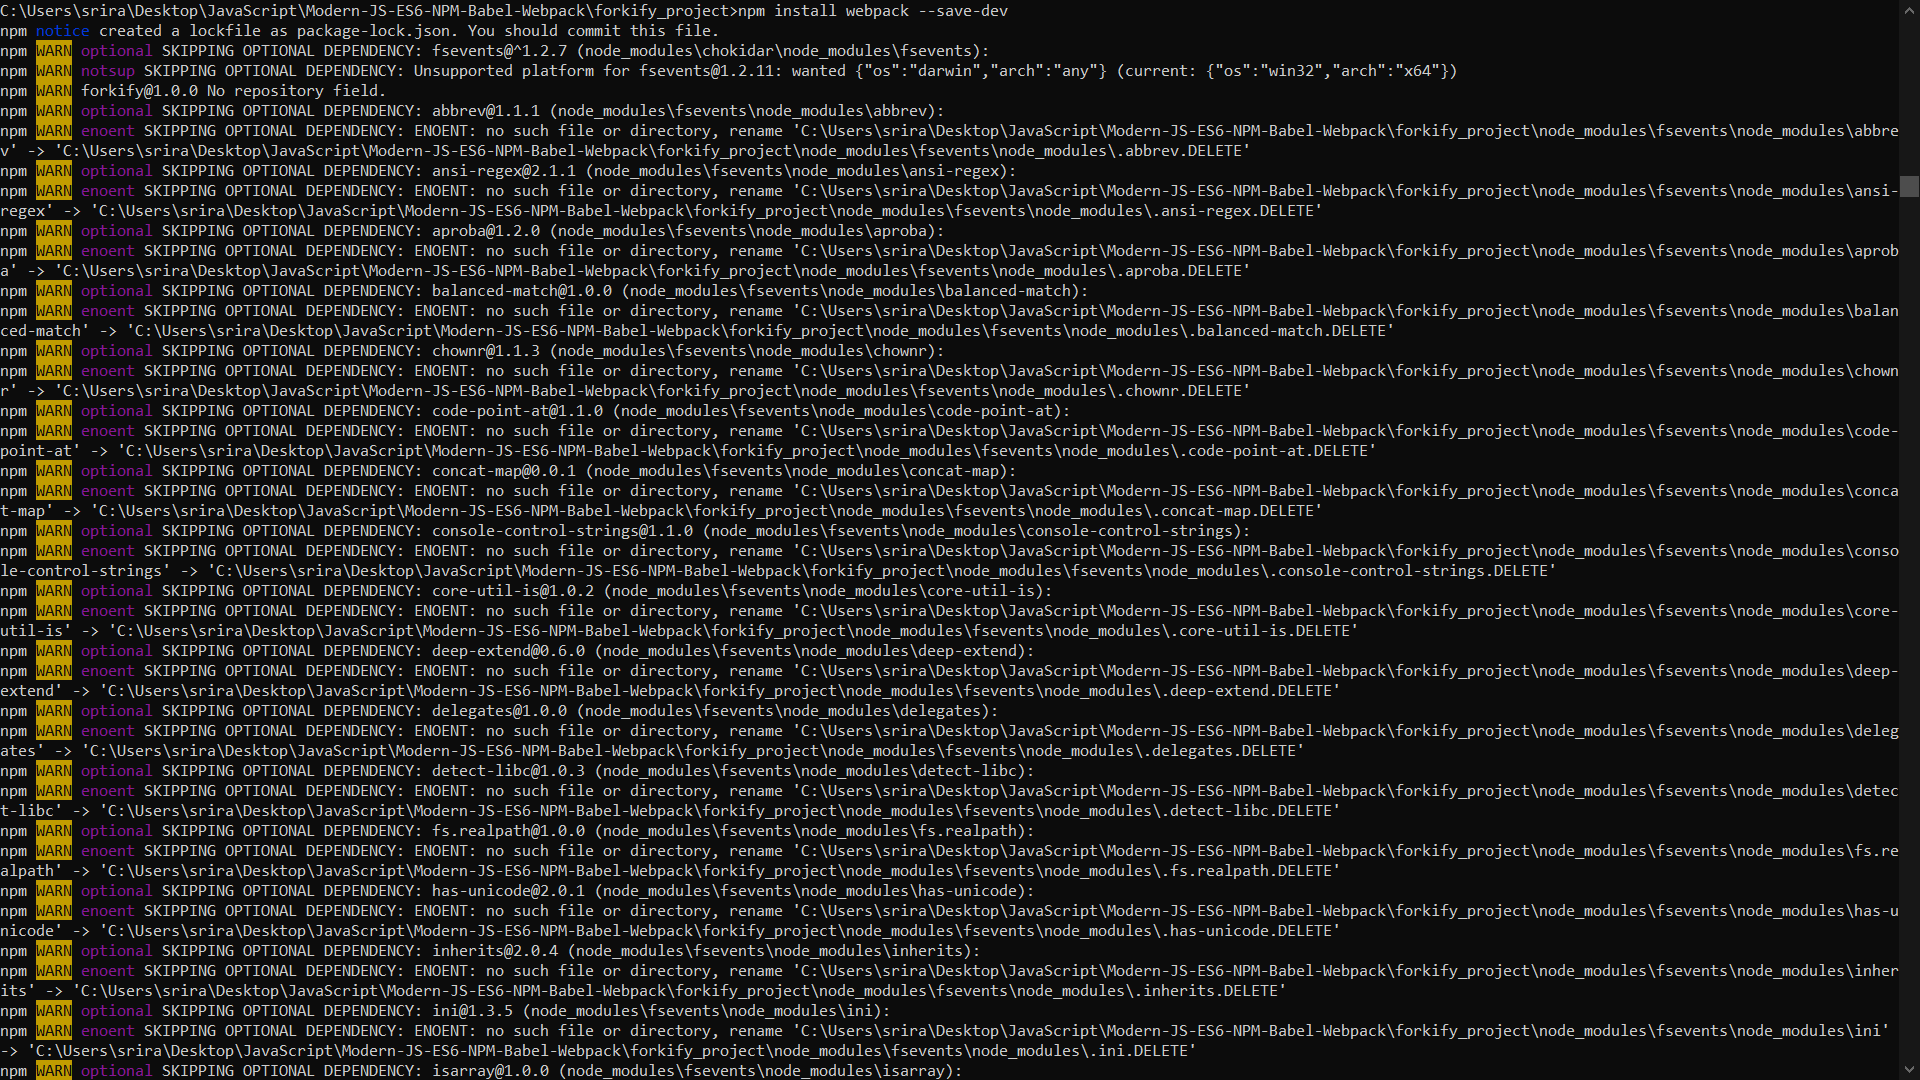 C:\Users\srira\Desktop\JavaScript\Modern-JS-ES6-NPM-Babel-Webpack\forkify_project>npm install webpack --save-dev
npm notice created a lockfile as package-lock.json. You should commit this file.
npm WARN optional SKIPPING OPTIONAL DEPENDENCY: fsevents@^1.2.7 (node_modules\chokidar\node_modules\fsevents):
npm WARN notsup SKIPPING OPTIONAL DEPENDENCY: Unsupported platform for fsevents@1.2.11: wanted {"os":"darwin","arch":"any"} (current: {"os":"win32","arch":"x64"})
npm WARN forkify@1.0.0 No repository field.
npm WARN optional SKIPPING OPTIONAL DEPENDENCY: abbrev@1.1.1 (node_modules\fsevents\node_modules\abbrev):
npm WARN enoent SKIPPING OPTIONAL DEPENDENCY: ENOENT: no such file or directory, rename 'C:\Users\srira\Desktop\JavaScript\Modern-JS-ES6-NPM-Babel-Webpack\forkify_project\node_modules\fsevents\node_modules\abbre
v' -> 'C:\Users\srira\Desktop\JavaScript\Modern-JS-ES6-NPM-Babel-Webpack\forkify_project\node_modules\fsevents\node_modules\.abbrev.DELETE'
npm WARN optional SKIPPING OPTIONAL DEPENDENCY: ansi-regex@2.1.1 (node_modules\fsevents\node_modules\ansi-regex):
npm WARN enoent SKIPPING OPTIONAL DEPENDENCY: ENOENT: no such file or directory, rename 'C:\Users\srira\Desktop\JavaScript\Modern-JS-ES6-NPM-Babel-Webpack\forkify_project\node_modules\fsevents\node_modules\ansi-
regex' -> 'C:\Users\srira\Desktop\JavaScript\Modern-JS-ES6-NPM-Babel-Webpack\forkify_project\node_modules\fsevents\node_modules\.ansi-regex.DELETE'
npm WARN optional SKIPPING OPTIONAL DEPENDENCY: aproba@1.2.0 (node_modules\fsevents\node_modules\aproba):
npm WARN enoent SKIPPING OPTIONAL DEPENDENCY: ENOENT: no such file or directory, rename 'C:\Users\srira\Desktop\JavaScript\Modern-JS-ES6-NPM-Babel-Webpack\forkify_project\node_modules\fsevents\node_modules\aprob
a' -> 'C:\Users\srira\Desktop\JavaScript\Modern-JS-ES6-NPM-Babel-Webpack\forkify_project\node_modules\fsevents\node_modules\.aproba.DELETE'
npm WARN optional SKIPPING OPTIONAL DEPENDENCY: balanced-match@1.0.0 (node_modules\fsevents\node_modules\balanced-match):
npm WARN enoent SKIPPING OPTIONAL DEPENDENCY: ENOENT: no such file or directory, rename 'C:\Users\srira\Desktop\JavaScript\Modern-JS-ES6-NPM-Babel-Webpack\forkify_project\node_modules\fsevents\node_modules\balan
ced-match' -> 'C:\Users\srira\Desktop\JavaScript\Modern-JS-ES6-NPM-Babel-Webpack\forkify_project\node_modules\fsevents\node_modules\.balanced-match.DELETE'
npm WARN optional SKIPPING OPTIONAL DEPENDENCY: chownr@1.1.3 (node_modules\fsevents\node_modules\chownr):
npm WARN enoent SKIPPING OPTIONAL DEPENDENCY: ENOENT: no such file or directory, rename 'C:\Users\srira\Desktop\JavaScript\Modern-JS-ES6-NPM-Babel-Webpack\forkify_project\node_modules\fsevents\node_modules\chown
r' -> 'C:\Users\srira\Desktop\JavaScript\Modern-JS-ES6-NPM-Babel-Webpack\forkify_project\node_modules\fsevents\node_modules\.chownr.DELETE'
npm WARN optional SKIPPING OPTIONAL DEPENDENCY: code-point-at@1.1.0 (node_modules\fsevents\node_modules\code-point-at):
npm WARN enoent SKIPPING OPTIONAL DEPENDENCY: ENOENT: no such file or directory, rename 'C:\Users\srira\Desktop\JavaScript\Modern-JS-ES6-NPM-Babel-Webpack\forkify_project\node_modules\fsevents\node_modules\code-
point-at' -> 'C:\Users\srira\Desktop\JavaScript\Modern-JS-ES6-NPM-Babel-Webpack\forkify_project\node_modules\fsevents\node_modules\.code-point-at.DELETE'
npm WARN optional SKIPPING OPTIONAL DEPENDENCY: concat-map@0.0.1 (node_modules\fsevents\node_modules\concat-map):
npm WARN enoent SKIPPING OPTIONAL DEPENDENCY: ENOENT: no such file or directory, rename 'C:\Users\srira\Desktop\JavaScript\Modern-JS-ES6-NPM-Babel-Webpack\forkify_project\node_modules\fsevents\node_modules\conca
t-map' -> 'C:\Users\srira\Desktop\JavaScript\Modern-JS-ES6-NPM-Babel-Webpack\forkify_project\node_modules\fsevents\node_modules\.concat-map.DELETE'
npm WARN optional SKIPPING OPTIONAL DEPENDENCY: console-control-strings@1.1.0 (node_modules\fsevents\node_modules\console-control-strings):
npm WARN enoent SKIPPING OPTIONAL DEPENDENCY: ENOENT: no such file or directory, rename 'C:\Users\srira\Desktop\JavaScript\Modern-JS-ES6-NPM-Babel-Webpack\forkify_project\node_modules\fsevents\node_modules\conso
le-control-strings' -> 'C:\Users\srira\Desktop\JavaScript\Modern-JS-ES6-NPM-Babel-Webpack\forkify_project\node_modules\fsevents\node_modules\.console-control-strings.DELETE'
npm WARN optional SKIPPING OPTIONAL DEPENDENCY: core-util-is@1.0.2 (node_modules\fsevents\node_modules\core-util-is):
npm WARN enoent SKIPPING OPTIONAL DEPENDENCY: ENOENT: no such file or directory, rename 'C:\Users\srira\Desktop\JavaScript\Modern-JS-ES6-NPM-Babel-Webpack\forkify_project\node_modules\fsevents\node_modules\core-
util-is' -> 'C:\Users\srira\Desktop\JavaScript\Modern-JS-ES6-NPM-Babel-Webpack\forkify_project\node_modules\fsevents\node_modules\.core-util-is.DELETE'
npm WARN optional SKIPPING OPTIONAL DEPENDENCY: deep-extend@0.6.0 (node_modules\fsevents\node_modules\deep-extend):
npm WARN enoent SKIPPING OPTIONAL DEPENDENCY: ENOENT: no such file or directory, rename 'C:\Users\srira\Desktop\JavaScript\Modern-JS-ES6-NPM-Babel-Webpack\forkify_project\node_modules\fsevents\node_modules\deep-
extend' -> 'C:\Users\srira\Desktop\JavaScript\Modern-JS-ES6-NPM-Babel-Webpack\forkify_project\node_modules\fsevents\node_modules\.deep-extend.DELETE'
npm WARN optional SKIPPING OPTIONAL DEPENDENCY: delegates@1.0.0 (node_modules\fsevents\node_modules\delegates):
npm WARN enoent SKIPPING OPTIONAL DEPENDENCY: ENOENT: no such file or directory, rename 'C:\Users\srira\Desktop\JavaScript\Modern-JS-ES6-NPM-Babel-Webpack\forkify_project\node_modules\fsevents\node_modules\deleg
ates' -> 'C:\Users\srira\Desktop\JavaScript\Modern-JS-ES6-NPM-Babel-Webpack\forkify_project\node_modules\fsevents\node_modules\.delegates.DELETE'
npm WARN optional SKIPPING OPTIONAL DEPENDENCY: detect-libc@1.0.3 (node_modules\fsevents\node_modules\detect-libc):
npm WARN enoent SKIPPING OPTIONAL DEPENDENCY: ENOENT: no such file or directory, rename 'C:\Users\srira\Desktop\JavaScript\Modern-JS-ES6-NPM-Babel-Webpack\forkify_project\node_modules\fsevents\node_modules\detec
t-libc' -> 'C:\Users\srira\Desktop\JavaScript\Modern-JS-ES6-NPM-Babel-Webpack\forkify_project\node_modules\fsevents\node_modules\.detect-libc.DELETE'
npm WARN optional SKIPPING OPTIONAL DEPENDENCY: fs.realpath@1.0.0 (node_modules\fsevents\node_modules\fs.realpath):
npm WARN enoent SKIPPING OPTIONAL DEPENDENCY: ENOENT: no such file or directory, rename 'C:\Users\srira\Desktop\JavaScript\Modern-JS-ES6-NPM-Babel-Webpack\forkify_project\node_modules\fsevents\node_modules\fs.re
alpath' -> 'C:\Users\srira\Desktop\JavaScript\Modern-JS-ES6-NPM-Babel-Webpack\forkify_project\node_modules\fsevents\node_modules\.fs.realpath.DELETE'
npm WARN optional SKIPPING OPTIONAL DEPENDENCY: has-unicode@2.0.1 (node_modules\fsevents\node_modules\has-unicode):
npm WARN enoent SKIPPING OPTIONAL DEPENDENCY: ENOENT: no such file or directory, rename 'C:\Users\srira\Desktop\JavaScript\Modern-JS-ES6-NPM-Babel-Webpack\forkify_project\node_modules\fsevents\node_modules\has-u
nicode' -> 'C:\Users\srira\Desktop\JavaScript\Modern-JS-ES6-NPM-Babel-Webpack\forkify_project\node_modules\fsevents\node_modules\.has-unicode.DELETE'
npm WARN optional SKIPPING OPTIONAL DEPENDENCY: inherits@2.0.4 (node_modules\fsevents\node_modules\inherits):
npm WARN enoent SKIPPING OPTIONAL DEPENDENCY: ENOENT: no such file or directory, rename 'C:\Users\srira\Desktop\JavaScript\Modern-JS-ES6-NPM-Babel-Webpack\forkify_project\node_modules\fsevents\node_modules\inher
its' -> 'C:\Users\srira\Desktop\JavaScript\Modern-JS-ES6-NPM-Babel-Webpack\forkify_project\node_modules\fsevents\node_modules\.inherits.DELETE'
npm WARN optional SKIPPING OPTIONAL DEPENDENCY: ini@1.3.5 (node_modules\fsevents\node_modules\ini):
npm WARN enoent SKIPPING OPTIONAL DEPENDENCY: ENOENT: no such file or directory, rename 'C:\Users\srira\Desktop\JavaScript\Modern-JS-ES6-NPM-Babel-Webpack\forkify_project\node_modules\fsevents\node_modules\ini'
-> 'C:\Users\srira\Desktop\JavaScript\Modern-JS-ES6-NPM-Babel-Webpack\forkify_project\node_modules\fsevents\node_modules\.ini.DELETE'
npm WARN optional SKIPPING OPTIONAL DEPENDENCY: isarray@1.0.0 (node_modules\fsevents\node_modules\isarray):